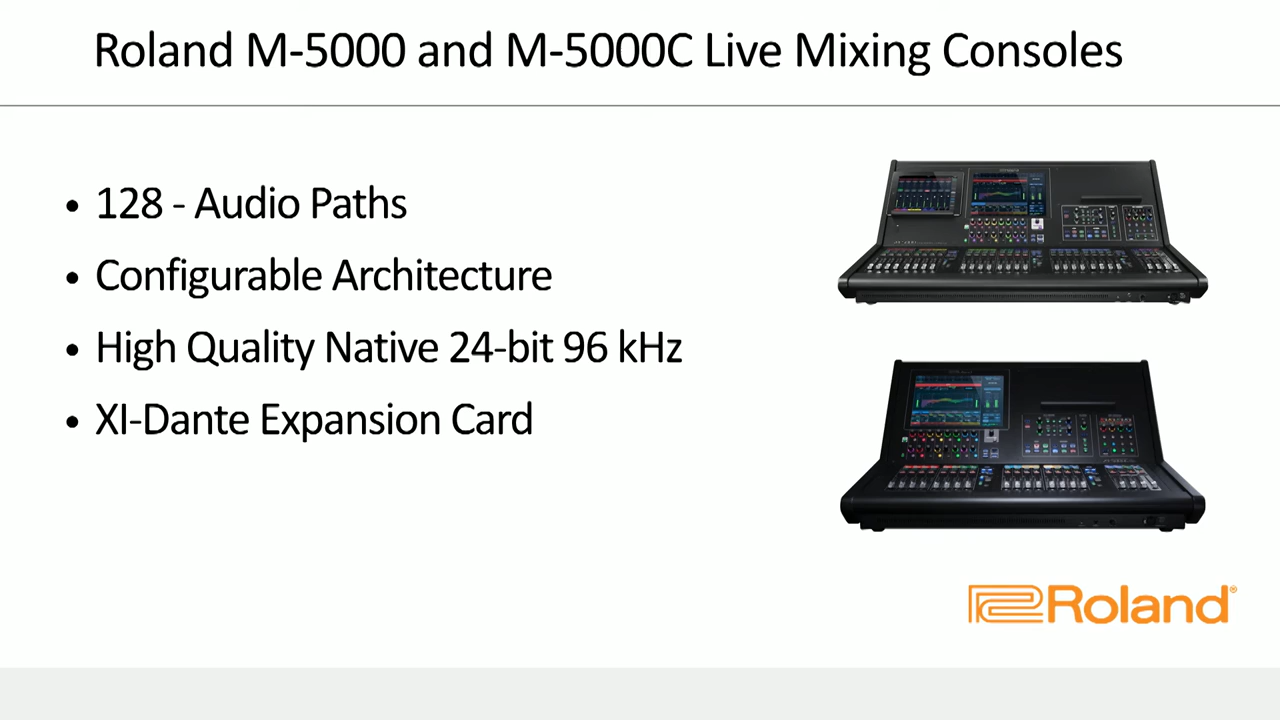 Roland M-5000 and M-5000C Live Mixing Consoles
• 128 - Audio Paths
• Configurable Architecture
• High Quality Native 24-bit 96 kHz
• XI-Dante Expansion Card
Roland®